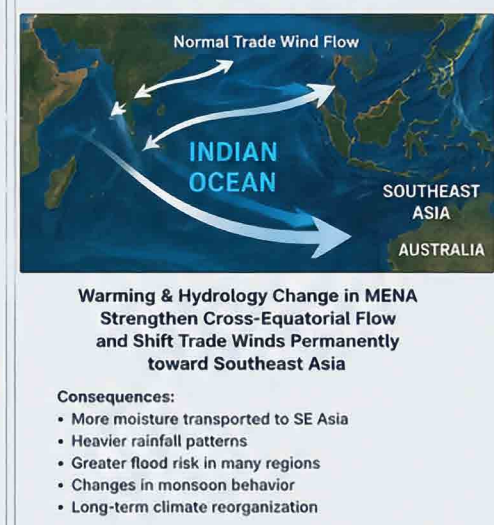 Normal Trade Wind Flow
INDIAN
OCEAN
SOUTHEAST
ASIA
AUSTRALIA
Warming & Hydrology Change in MENA
Strengthen Cross-Equatorial Flow
and Shift Trade Winds Permanently
toward Southeast Asia
Consequences:
• More moisture transported to SE Asia
• Heavier rainfall patterns
• Greater flood risk in many regions
• Changes in monsoon behavior
• Long-term climate reorganization